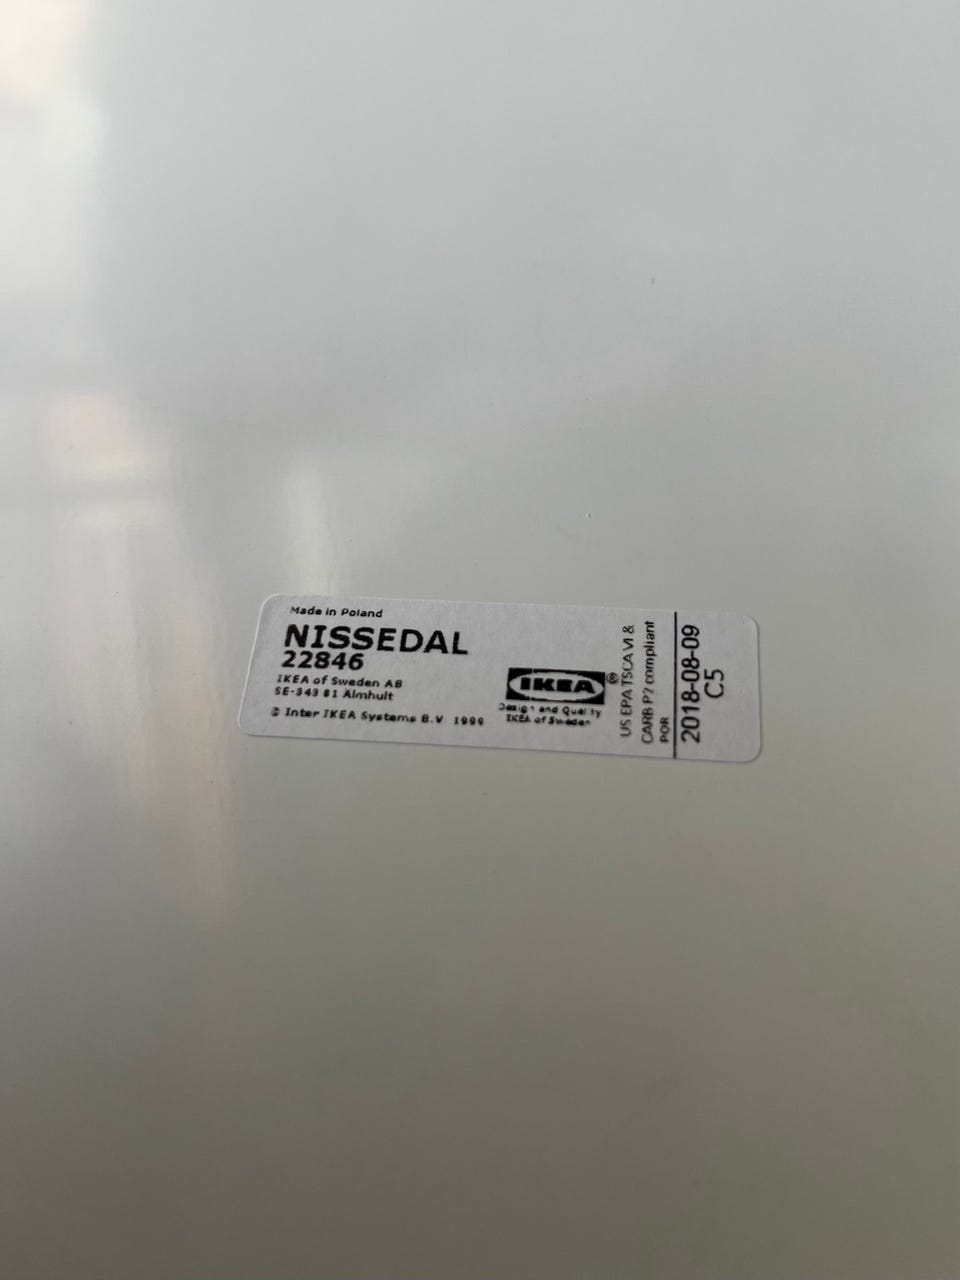 Made in Poland
NISSEDAL
22846
IKEA of Sweden AB
SE-343 81 Älmhult
© Inter IKEA Systems B.V 1999
IKEA®
Design and Quality
IKEA of Sweden
US EPA TSCA VI &
CARB P2 compliant
POR
2018-08-09
C5